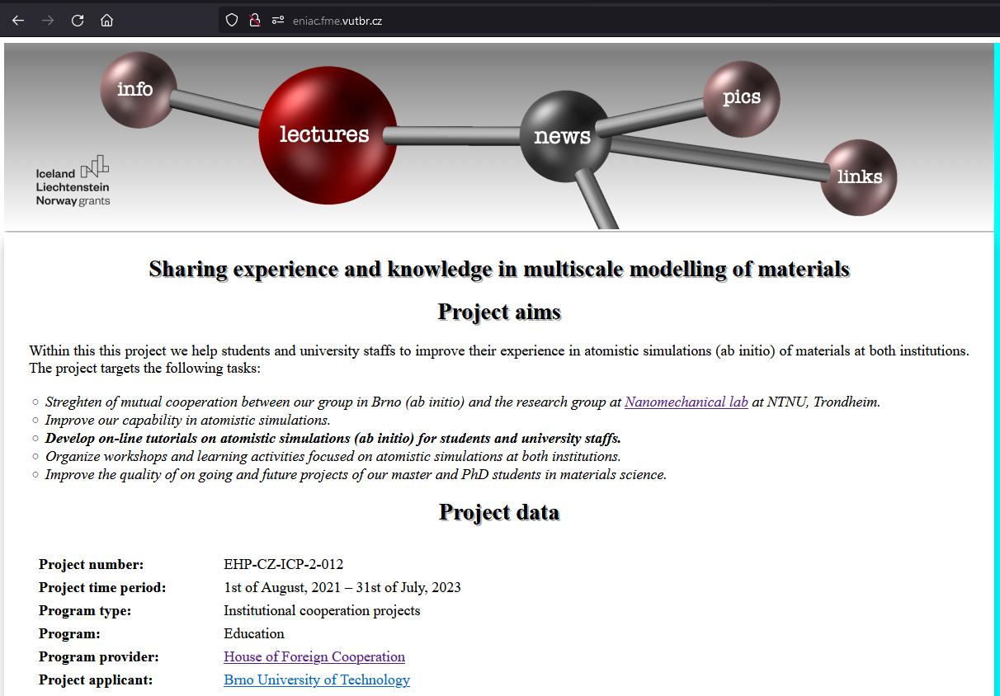 eniac.fme.vutbr.cz
info
lectures
news
pics
links
Iceland
Liechtenstein
Norway grants
Sharing experience and knowledge in multiscale modelling of materials
Project aims
Within this this project we help students and university staffs to improve their experience in atomistic simulations (ab initio) of materials at both institutions.
The project targets the following tasks:
Streghten of mutual cooperation between our group in Brno (ab initio) and the research group at Nanomechanical lab at NTNU, Trondheim.
Improve our capability in atomistic simulations.
Develop on-line tutorials on atomistic simulations (ab initio) for students and university staffs.
Organize workshops and learning activities focused on atomistic simulations at both institutions.
Improve the quality of on going and future projects of our master and PhD students in materials science.
Project data
Project number: EHP-CZ-ICP-2-012
Project time period: 1st of August, 2021 – 31st of July, 2023
Program type: Institutional cooperation projects
Program: Education
Program provider: House of Foreign Cooperation
Project applicant: Brno University of Technology